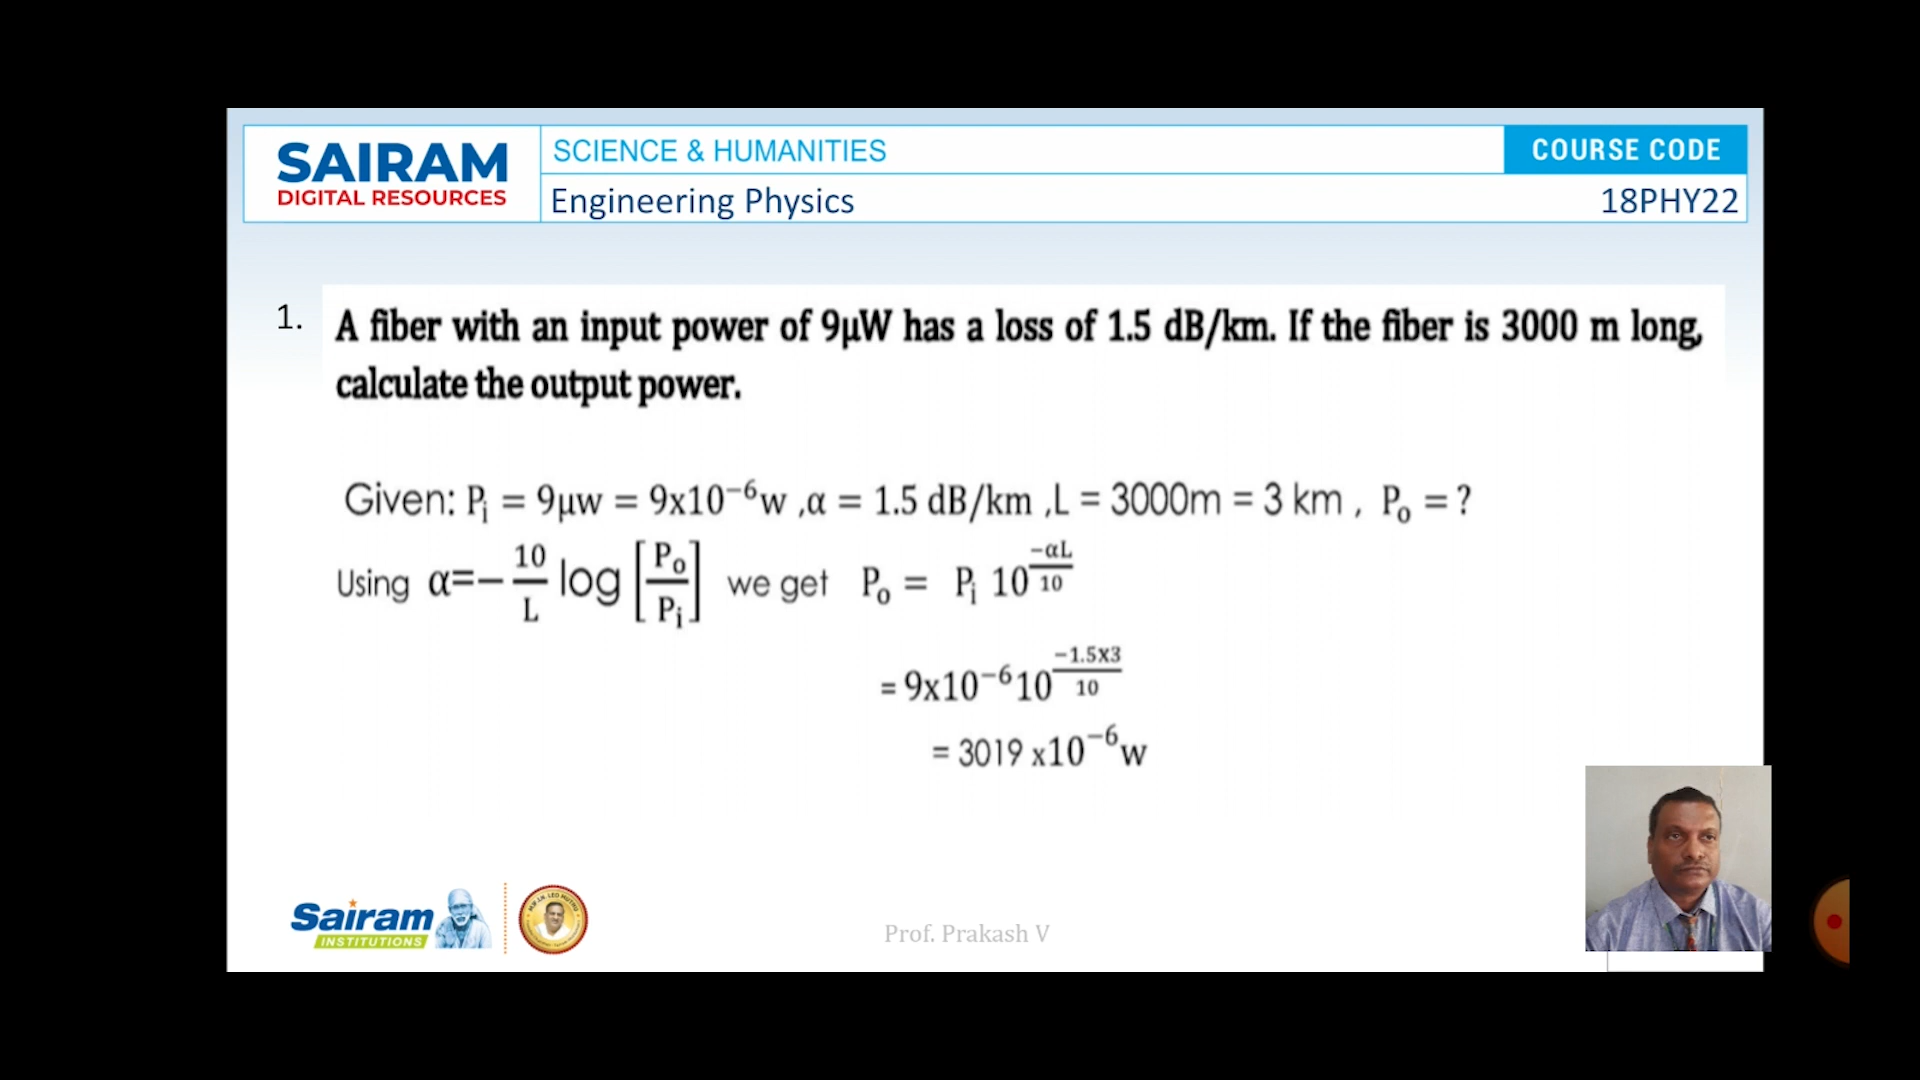 SAIRAM
DIGITAL RESOURCES
SCIENCE & HUMANITIES
COURSE CODE
Engineering Physics
18PHY22
1. A fiber with an input power of 9µW has a loss of 1.5 dB/km. If the fiber is 3000 m long,
calculate the output power.
Given: Pᵢ = 9µw = 9x10⁻⁶w ,α = 1.5 dB/km ,L = 3000m = 3 km , Pₒ = ?
Using α=− 10/L log [Pₒ/Pᵢ] we get Pₒ = Pᵢ 10^(−αL/10)
= 9x10⁻⁶10^(−1.5x3/10)
= 3019 x10⁻⁶w
Sairam
INSTITUTIONS
Prof. Prakash V